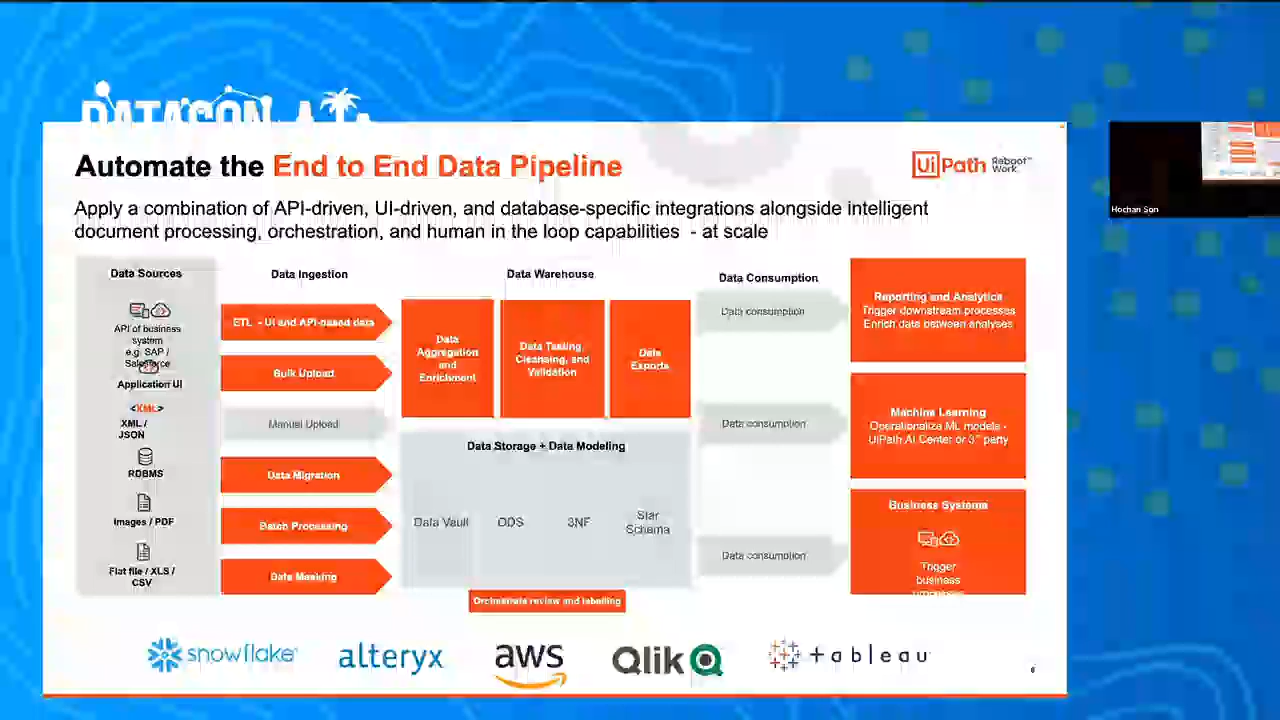 DATACON
Automate the End to End Data Pipeline
UiPath Reboot Work.™
Apply a combination of API-driven, UI-driven, and database-specific integrations alongside intelligent
document processing, orchestration, and human in the loop capabilities - at scale
Hochan Son
Data Sources
API of business
system
e.g. SAP /
Salesforce
Application UI
<XML>
XML /
JSON
RDBMS
Images / PDF
Flat file / XLS /
CSV
Data Ingestion
ETL - UI and API-based data
Bulk Upload
Manual Upload
Data Migration
Batch Processing
Data Masking
Data Warehouse
Data
Aggregation
and
Enrichment
Data Testing,
Cleansing, and
Validation
Data
Exports
Data Storage + Data Modeling
Data Vault
ODS
3NF
Star
Schema
Orchestrate review and labelling
Data Consumption
Data consumption
Data consumption
Data consumption
Reporting and Analytics
Trigger downstream processes
Enrich data between analyses
Machine Learning
Operationalize ML models -
UiPath AI Center or 3rd party
Business Systems
Trigger
business
snowflake
alteryx
aws
Qlik
tableau
6